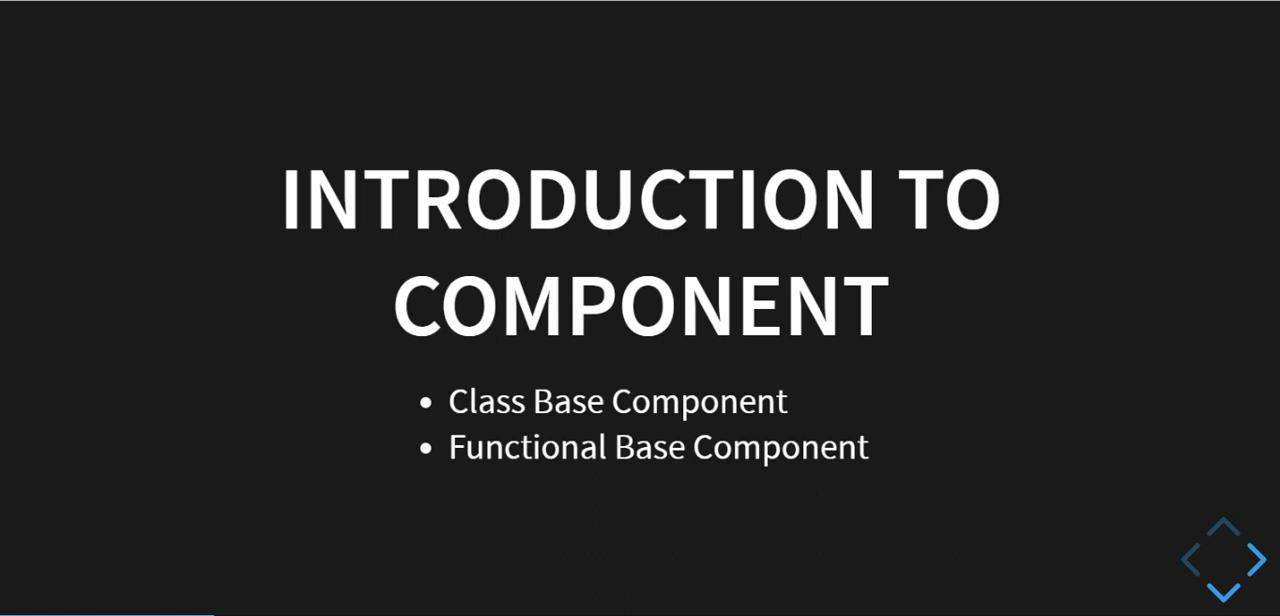 INTRODUCTION TO
COMPONENT
Class Base Component
Functional Base Component